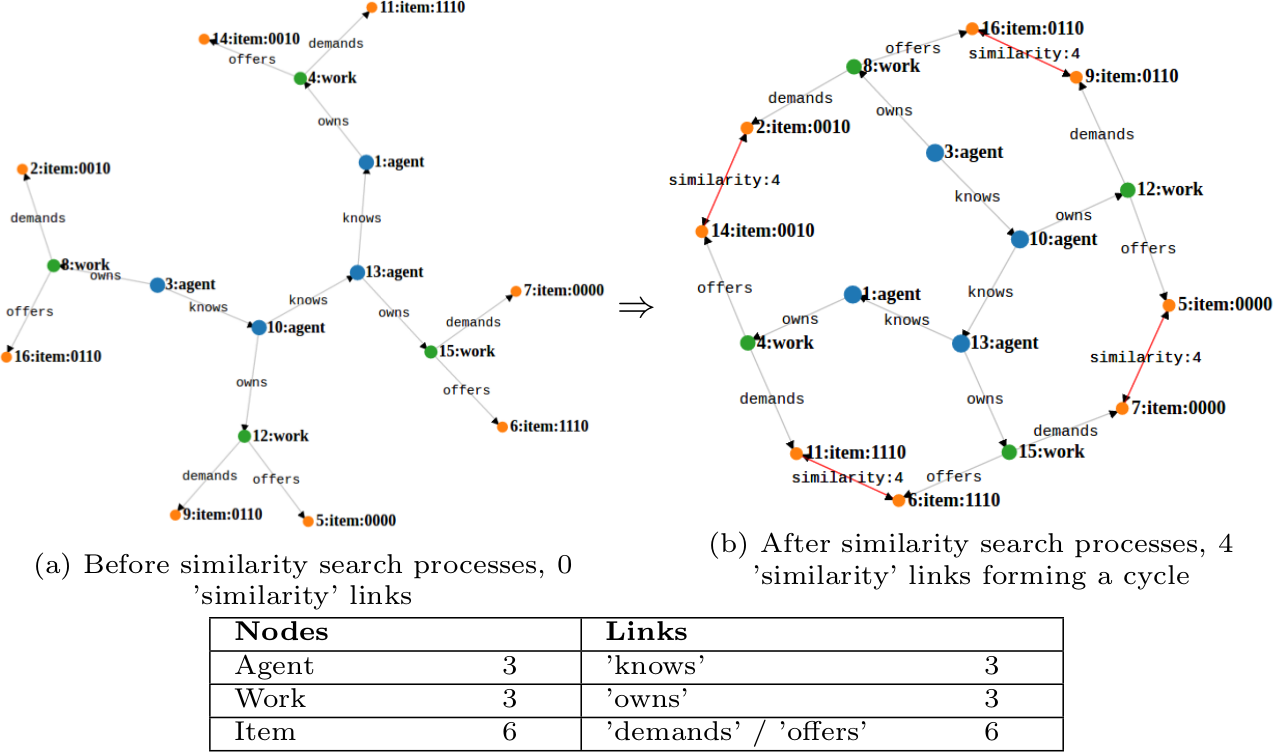 11:item:1110
14:item:0010
demands
offers
4:work
owns
1:agent
2:item:0010
demands
knows
8:work
owns
3:agent
13:agent
7:item:0000
offers
knows
knows
owns
demands
10:agent
15:work
16:item:0110
owns
offers
6:item:1110
12:work
demands
offers
9:item:0110
5:item:0000
⇒
16:item:0110
offers
similarity:4
8:work
9:item:0110
demands
owns
2:item:0010
demands
3:agent
similarity:4
12:work
knows
owns
14:item:0010
10:agent
offers
offers
1:agent
knows
5:item:0000
owns
knows
4:work
13:agent
similarity:4
demands
owns
7:item:0000
demands
11:item:1110
15:work
similarity:4
offers
6:item:1110
(a) Before similarity search processes, 0
'similarity' links
(b) After similarity search processes, 4
'similarity' links forming a cycle
Nodes Links
Agent 3 'knows' 3
Work 3 'owns' 3
Item 6 'demands' / 'offers' 6